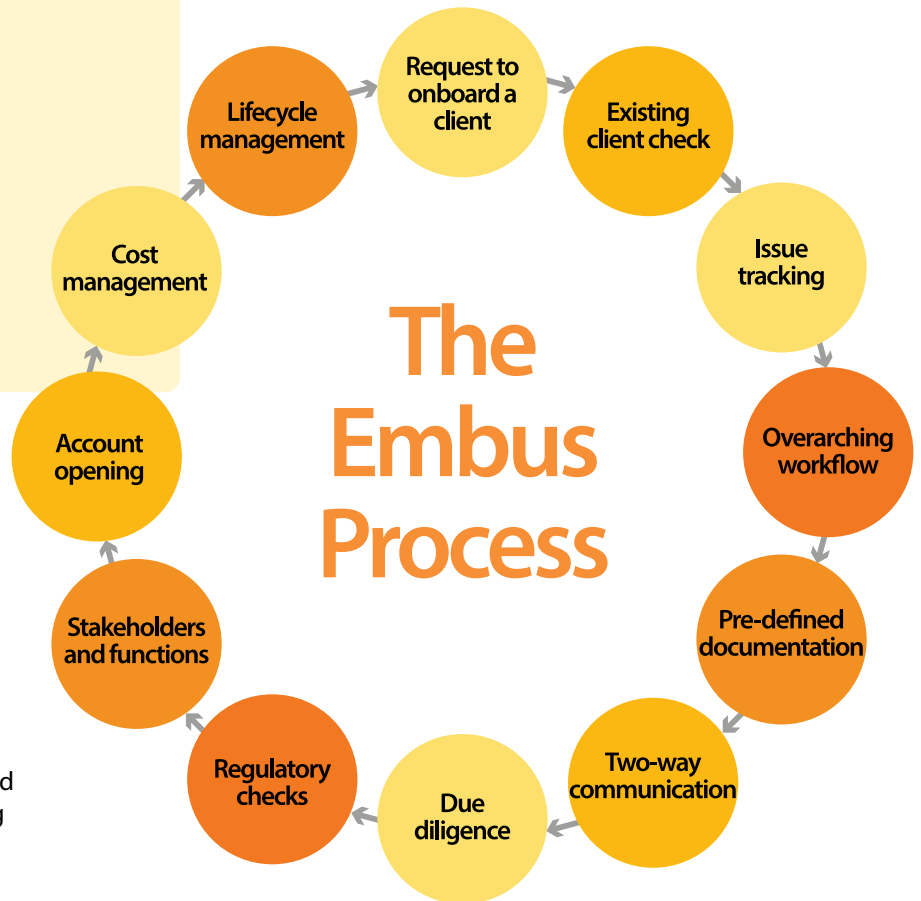 Request to
onboard a
client
Existing
client check
Issue
tracking
Overarching
workflow
Pre-defined
documentation
Two-way
communication
Due
diligence
Regulatory
checks
Stakeholders
and functions
Account
opening
Cost
management
Lifecycle
management
The
Embus
Process
d
g